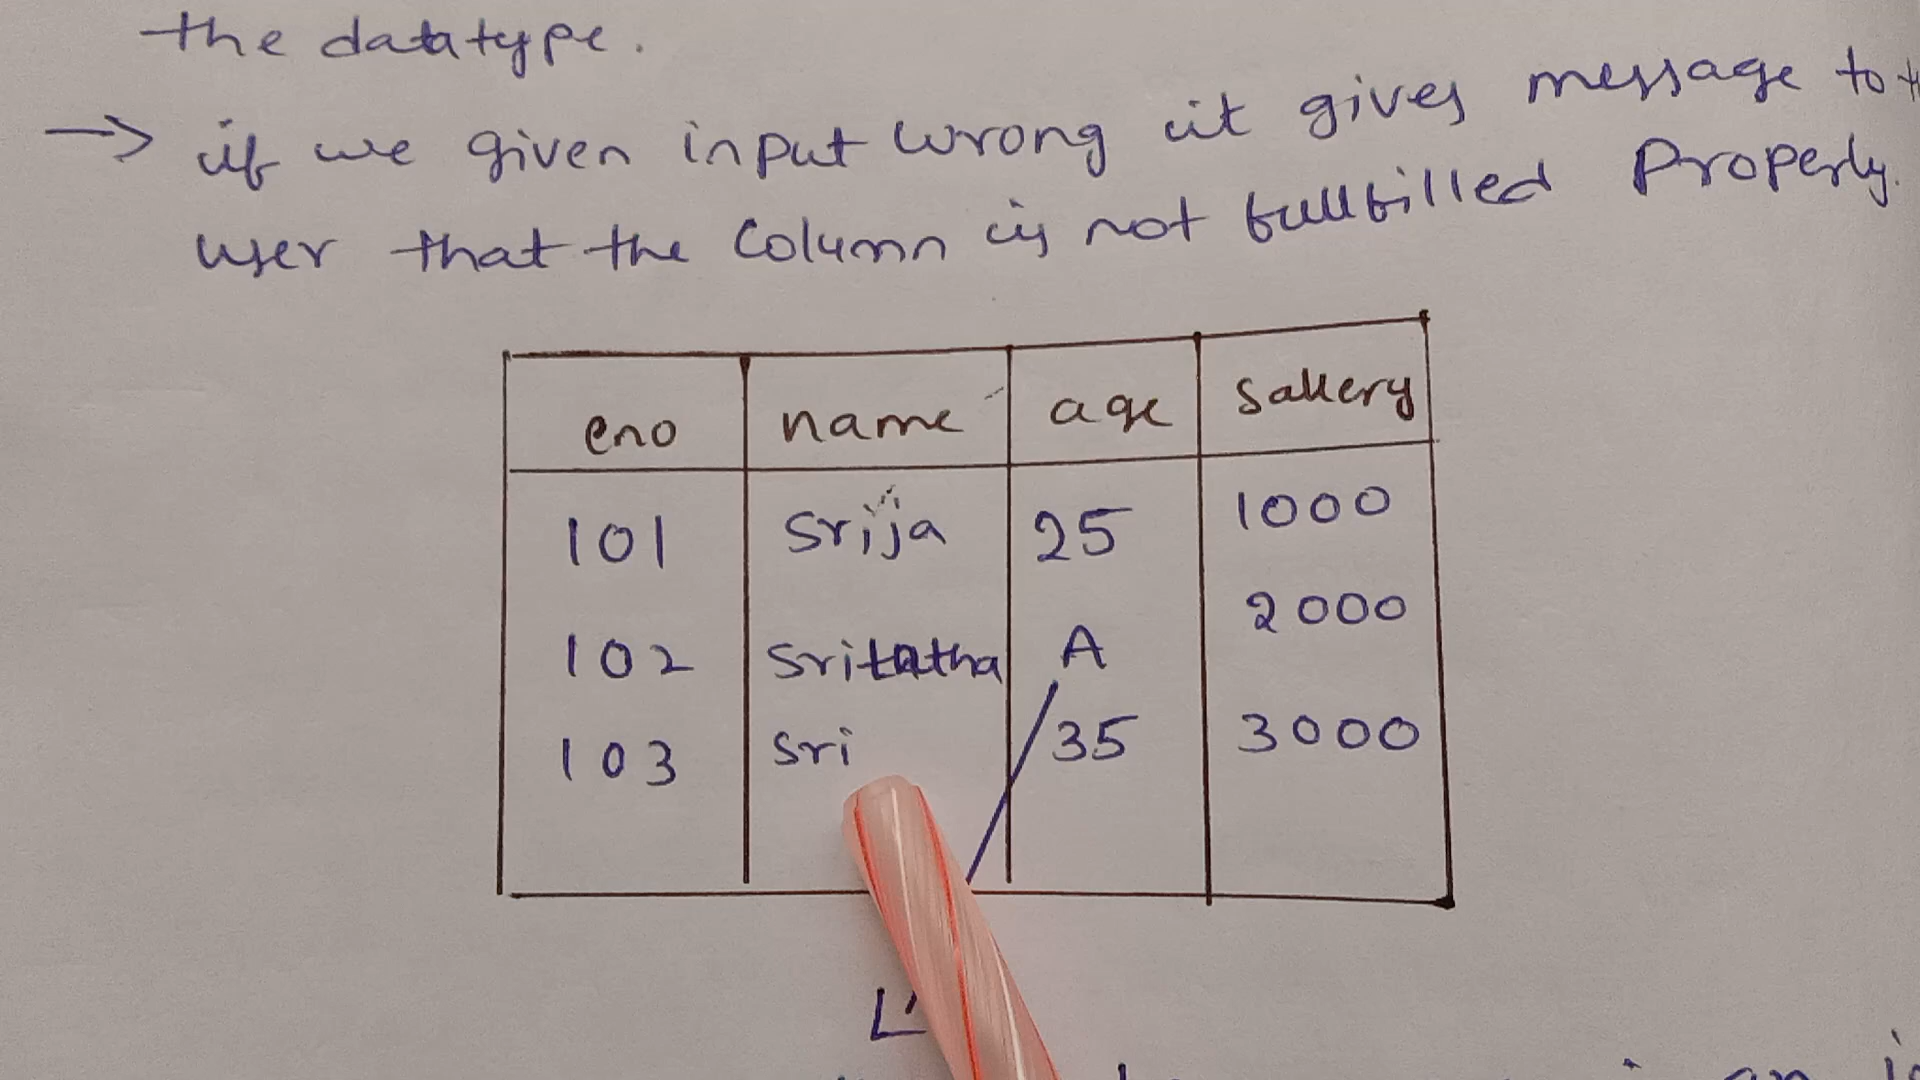 the datatype.
→ if we given input wrong it gives message to
user that the column is not fullfilled Properly.
eno name age sallery
101 Srija 25 1000
102 Sritatha A 2000
103 Sri 35 3000
an